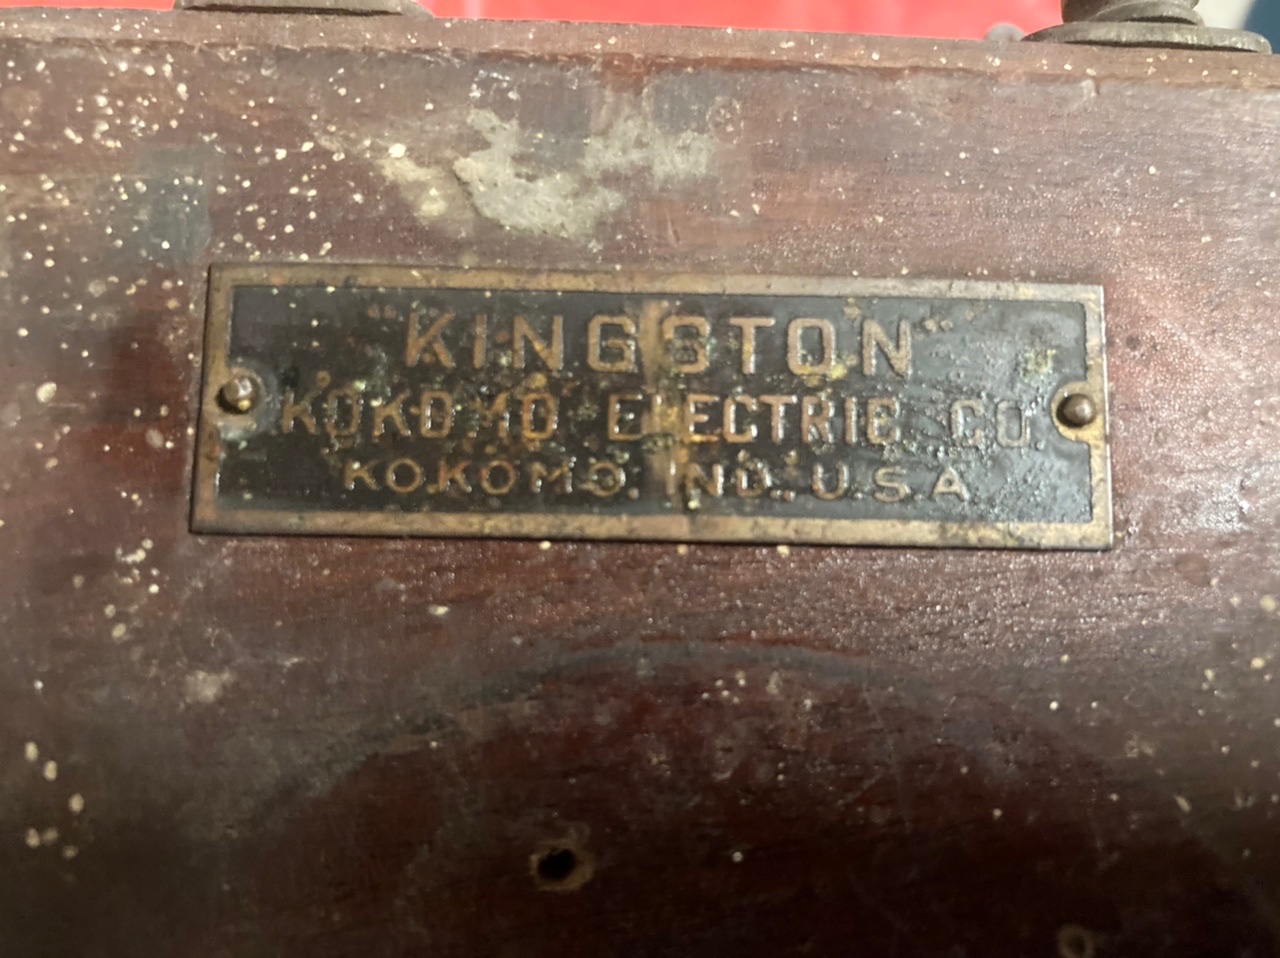 "KINGSTON"
KOKOMO ELECTRIC CO.
KOKOMO. IND., U.S.A